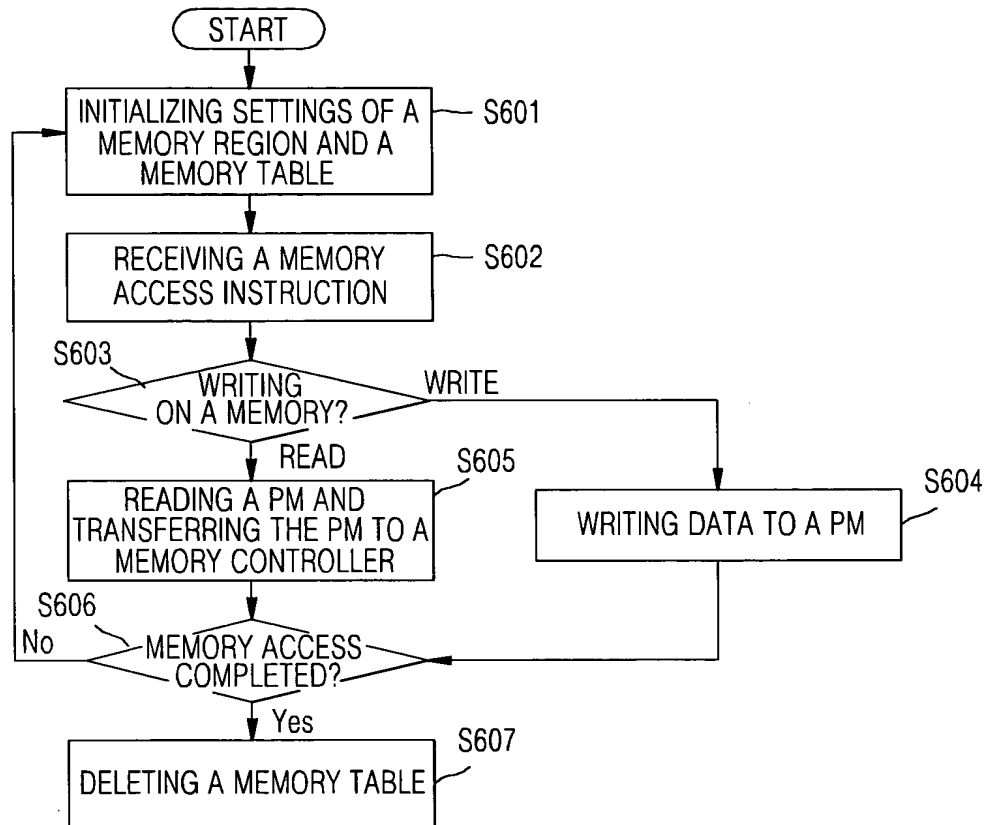 START
INITIALIZING SETTINGS OF A
MEMORY REGION AND A
MEMORY TABLE
S601
RECEIVING A MEMORY
ACCESS INSTRUCTION
S602
S603
WRITING
ON A MEMORY?
WRITE
READ
READING A PM AND
TRANSFERRING THE PM TO A
MEMORY CONTROLLER
S605
WRITING DATA TO A PM
S604
S606
No
MEMORY ACCESS
COMPLETED?
Yes
DELETING A MEMORY TABLE
S607